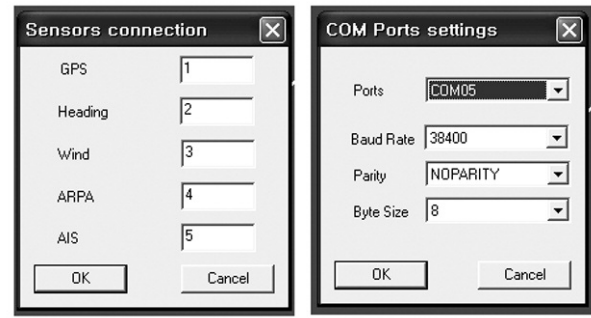 Sensors connection
GPS 1
Heading 2
Wind 3
ARPA 4
AIS 5
OK Cancel
COM Ports settings
Ports COM05
Baud Rate 38400
Parity NOPARITY
Byte Size 8
OK Cancel